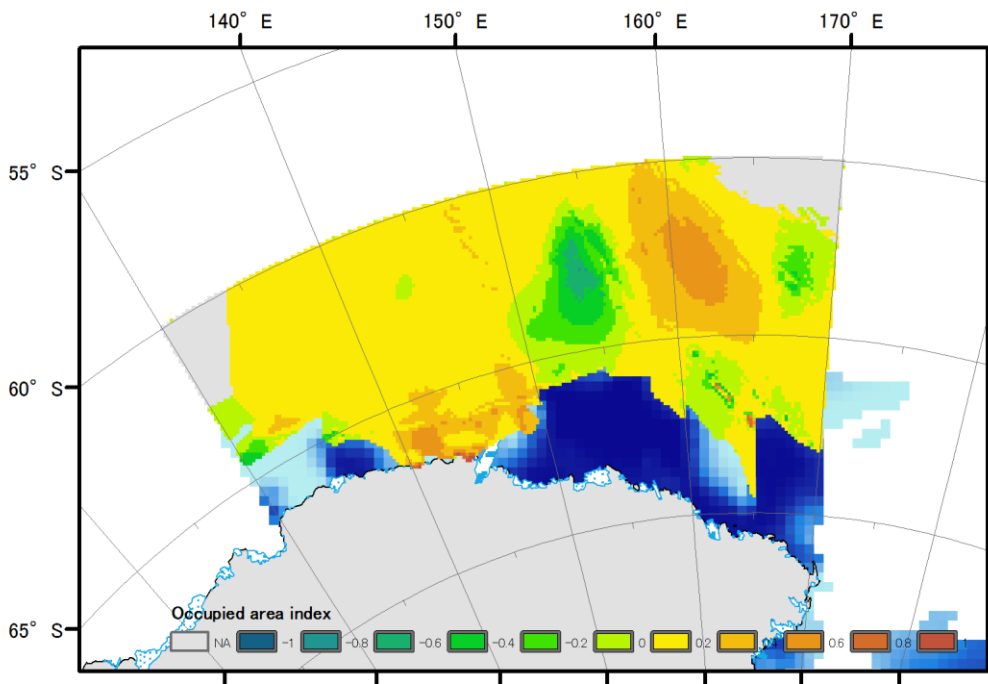 140° E 150° E 160° E 170° E
55° S
60° S
65° S
Occupied area index
NA -1 -0.8 -0.6 -0.4 -0.2 0 0.2 0.6 0.8